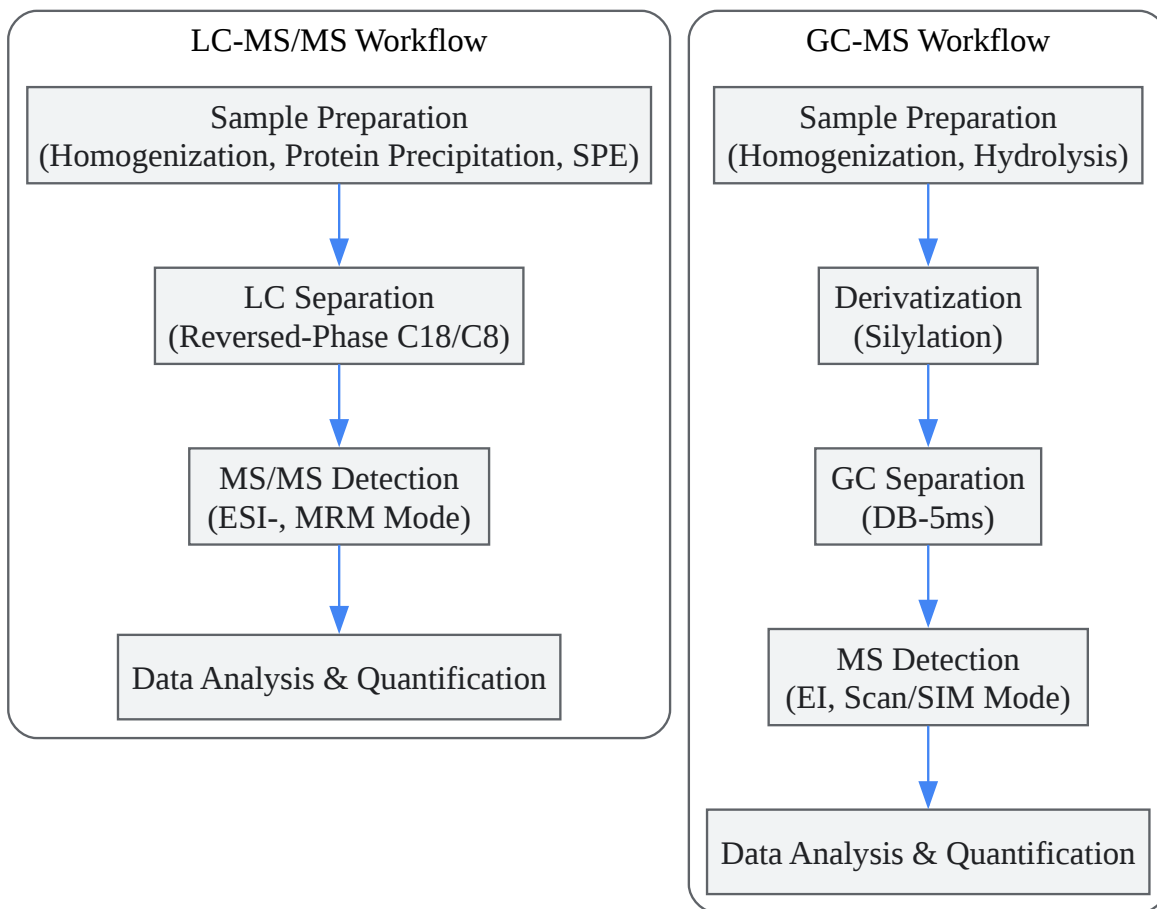 LC-MS/MS Workflow
Sample Preparation
(Homogenization, Protein Precipitation, SPE)
LC Separation
(Reversed-Phase C18/C8)
MS/MS Detection
(ESI-, MRM Mode)
Data Analysis & Quantification
GC-MS Workflow
Sample Preparation
(Homogenization, Hydrolysis)
Derivatization
(Silylation)
GC Separation
(DB-5ms)
MS Detection
(EI, Scan/SIM Mode)
Data Analysis & Quantification